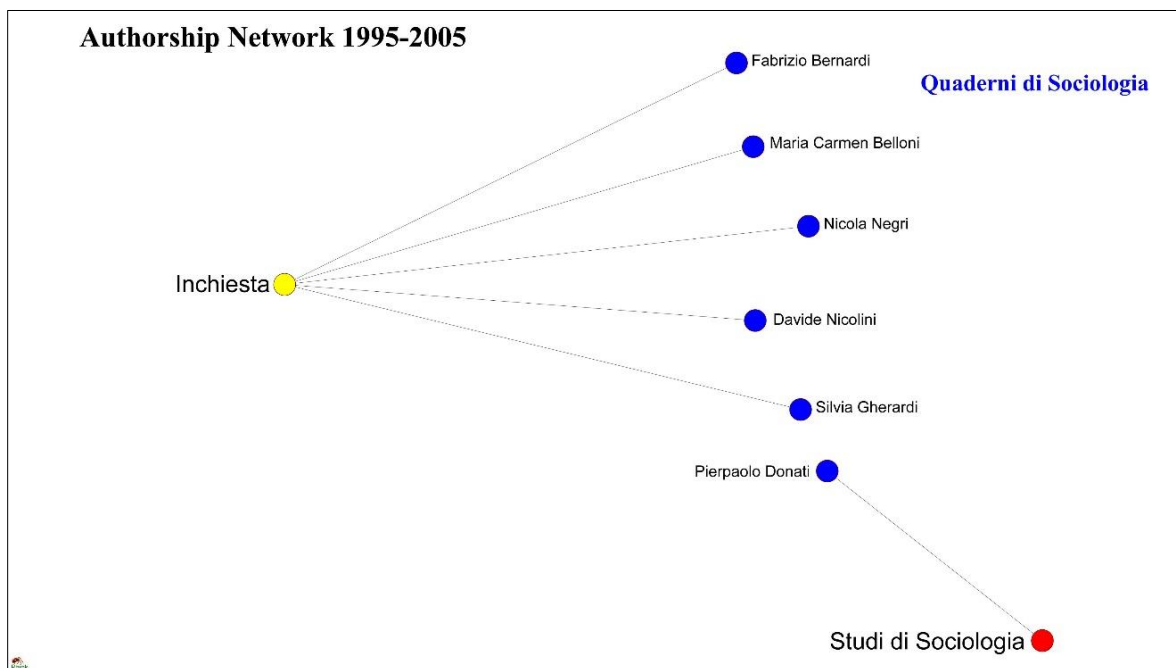 Authorship Network 1995-2005
Fabrizio Bernardi
Quaderni di Sociologia
Maria Carmen Belloni
Nicola Negri
Inchiesta
Davide Nicolini
Silvia Gherardi
Pierpaolo Donati
Studi di Sociologia